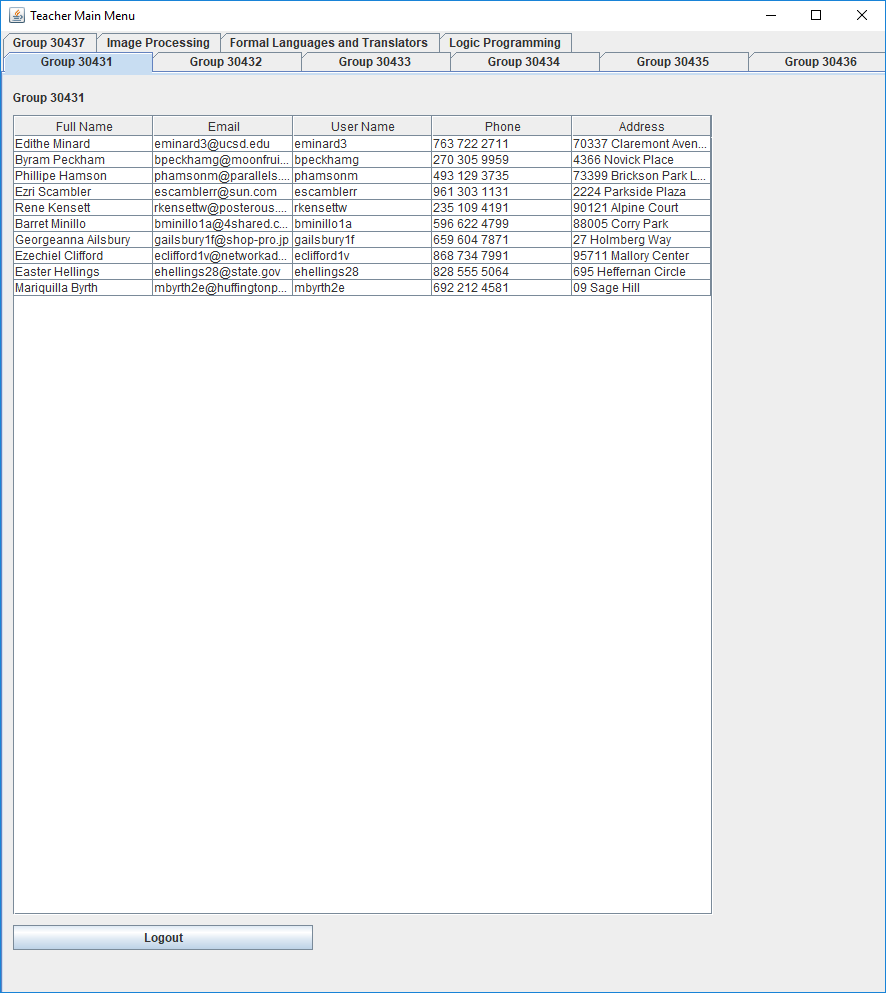 Teacher Main Menu
Group 30437 Image Processing Formal Languages and Translators Logic Programming
Group 30431 Group 30432 Group 30433 Group 30434 Group 30435 Group 30436
Group 30431
Full Name Email User Name Phone Address
Edithe Minard eminard3@ucsd.edu eminard3 763 722 2711 70337 Claremont Aven...
Byram Peckham bpeckhamg@moonfrui... bpeckhamg 270 305 9959 4366 Novick Place
Phillipe Hamson phamsonm@parallels.... phamsonm 493 129 3735 73399 Brickson Park L...
Ezri Scambler escamblerr@sun.com escamblerr 961 303 1131 2224 Parkside Plaza
Rene Kensett rkensettw@posterous.... rkensettw 235 109 4191 90121 Alpine Court
Barret Minillo bminillo1a@4shared.c... bminillo1a 596 622 4799 88005 Corry Park
Georgeanna Ailsbury gailsbury1f@shop-pro.jp gailsbury1f 659 604 7871 27 Holmberg Way
Ezechiel Clifford eclifford1v@networkad... eclifford1v 868 734 7991 95711 Mallory Center
Easter Hellings ehellings28@state.gov ehellings28 828 555 5064 695 Heffernan Circle
Mariquilla Byrth mbyrth2e@huffingtonp... mbyrth2e 692 212 4581 09 Sage Hill
Logout